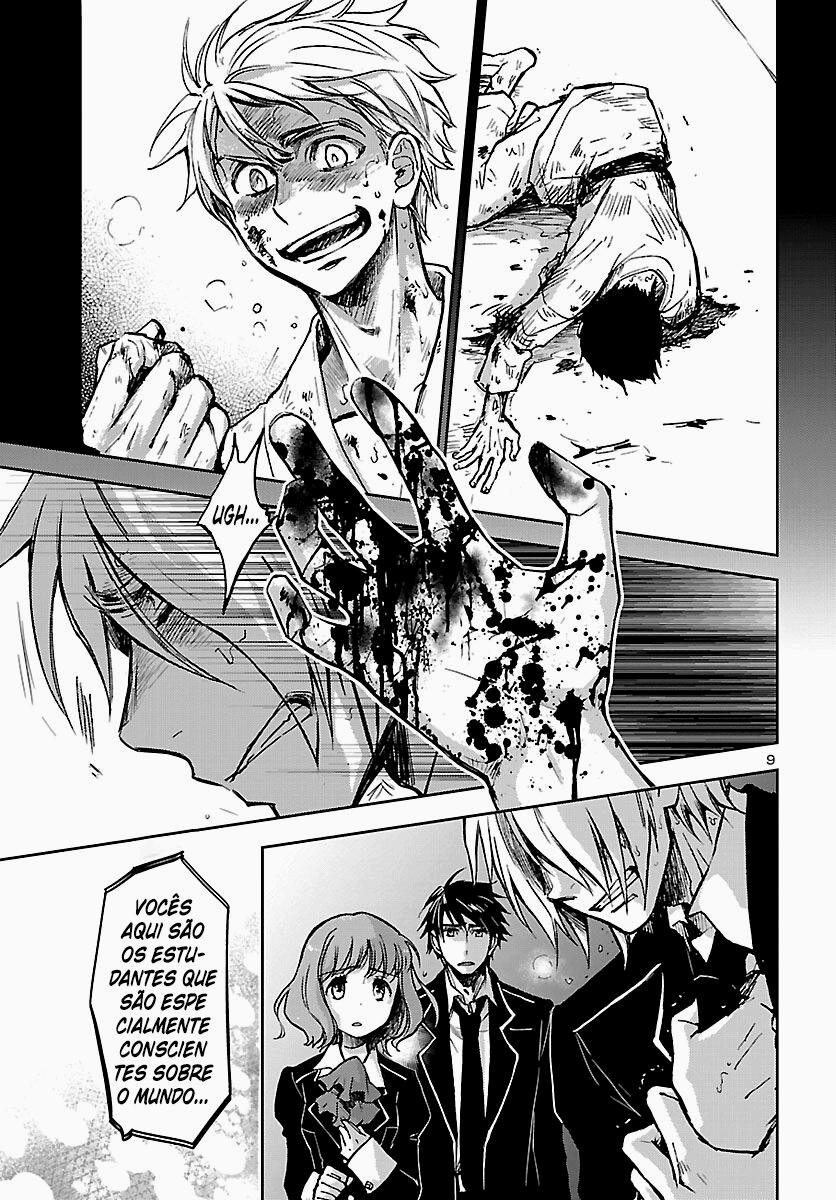 UGH...
9
VOCÊS
AQUI SÃO
OS ESTU-
DANTES QUE
SÃO ESPE
CIALMENTE
CONSCIEN
TES SOBRE
O MUNDO...